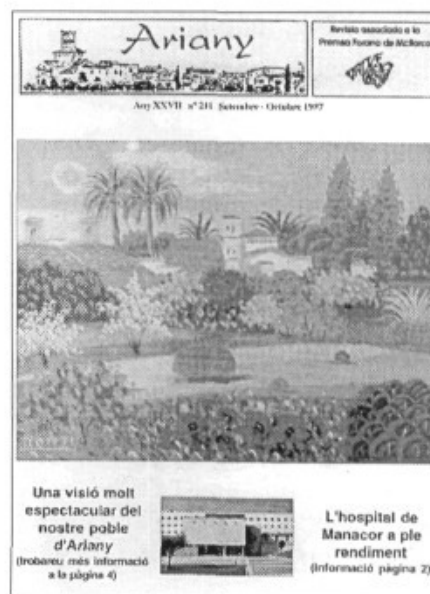 Ariany
Revista associada a la
Premsa Forana de Mallorca
Any XXVII nº 211 Setembre - Octubre 1997
Una visió molt
espectacular del
nostre poble
d'Ariany
(trobareu més informació
a la pàgina 4)
L'hospital de
Manacor a ple
rendiment
(informació pàgina 2)